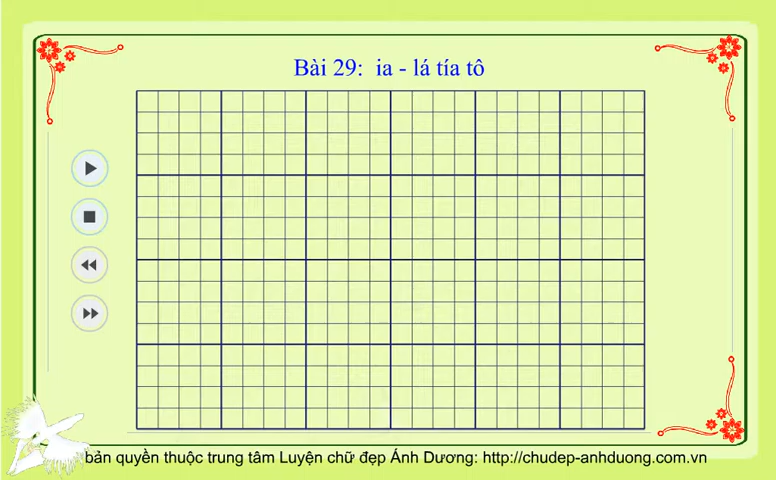 Bài 29: ia - lá tía tô
bản quyền thuộc trung tâm Luyện chữ đẹp Ánh Dương: http://chudep-anhduong.com.vn